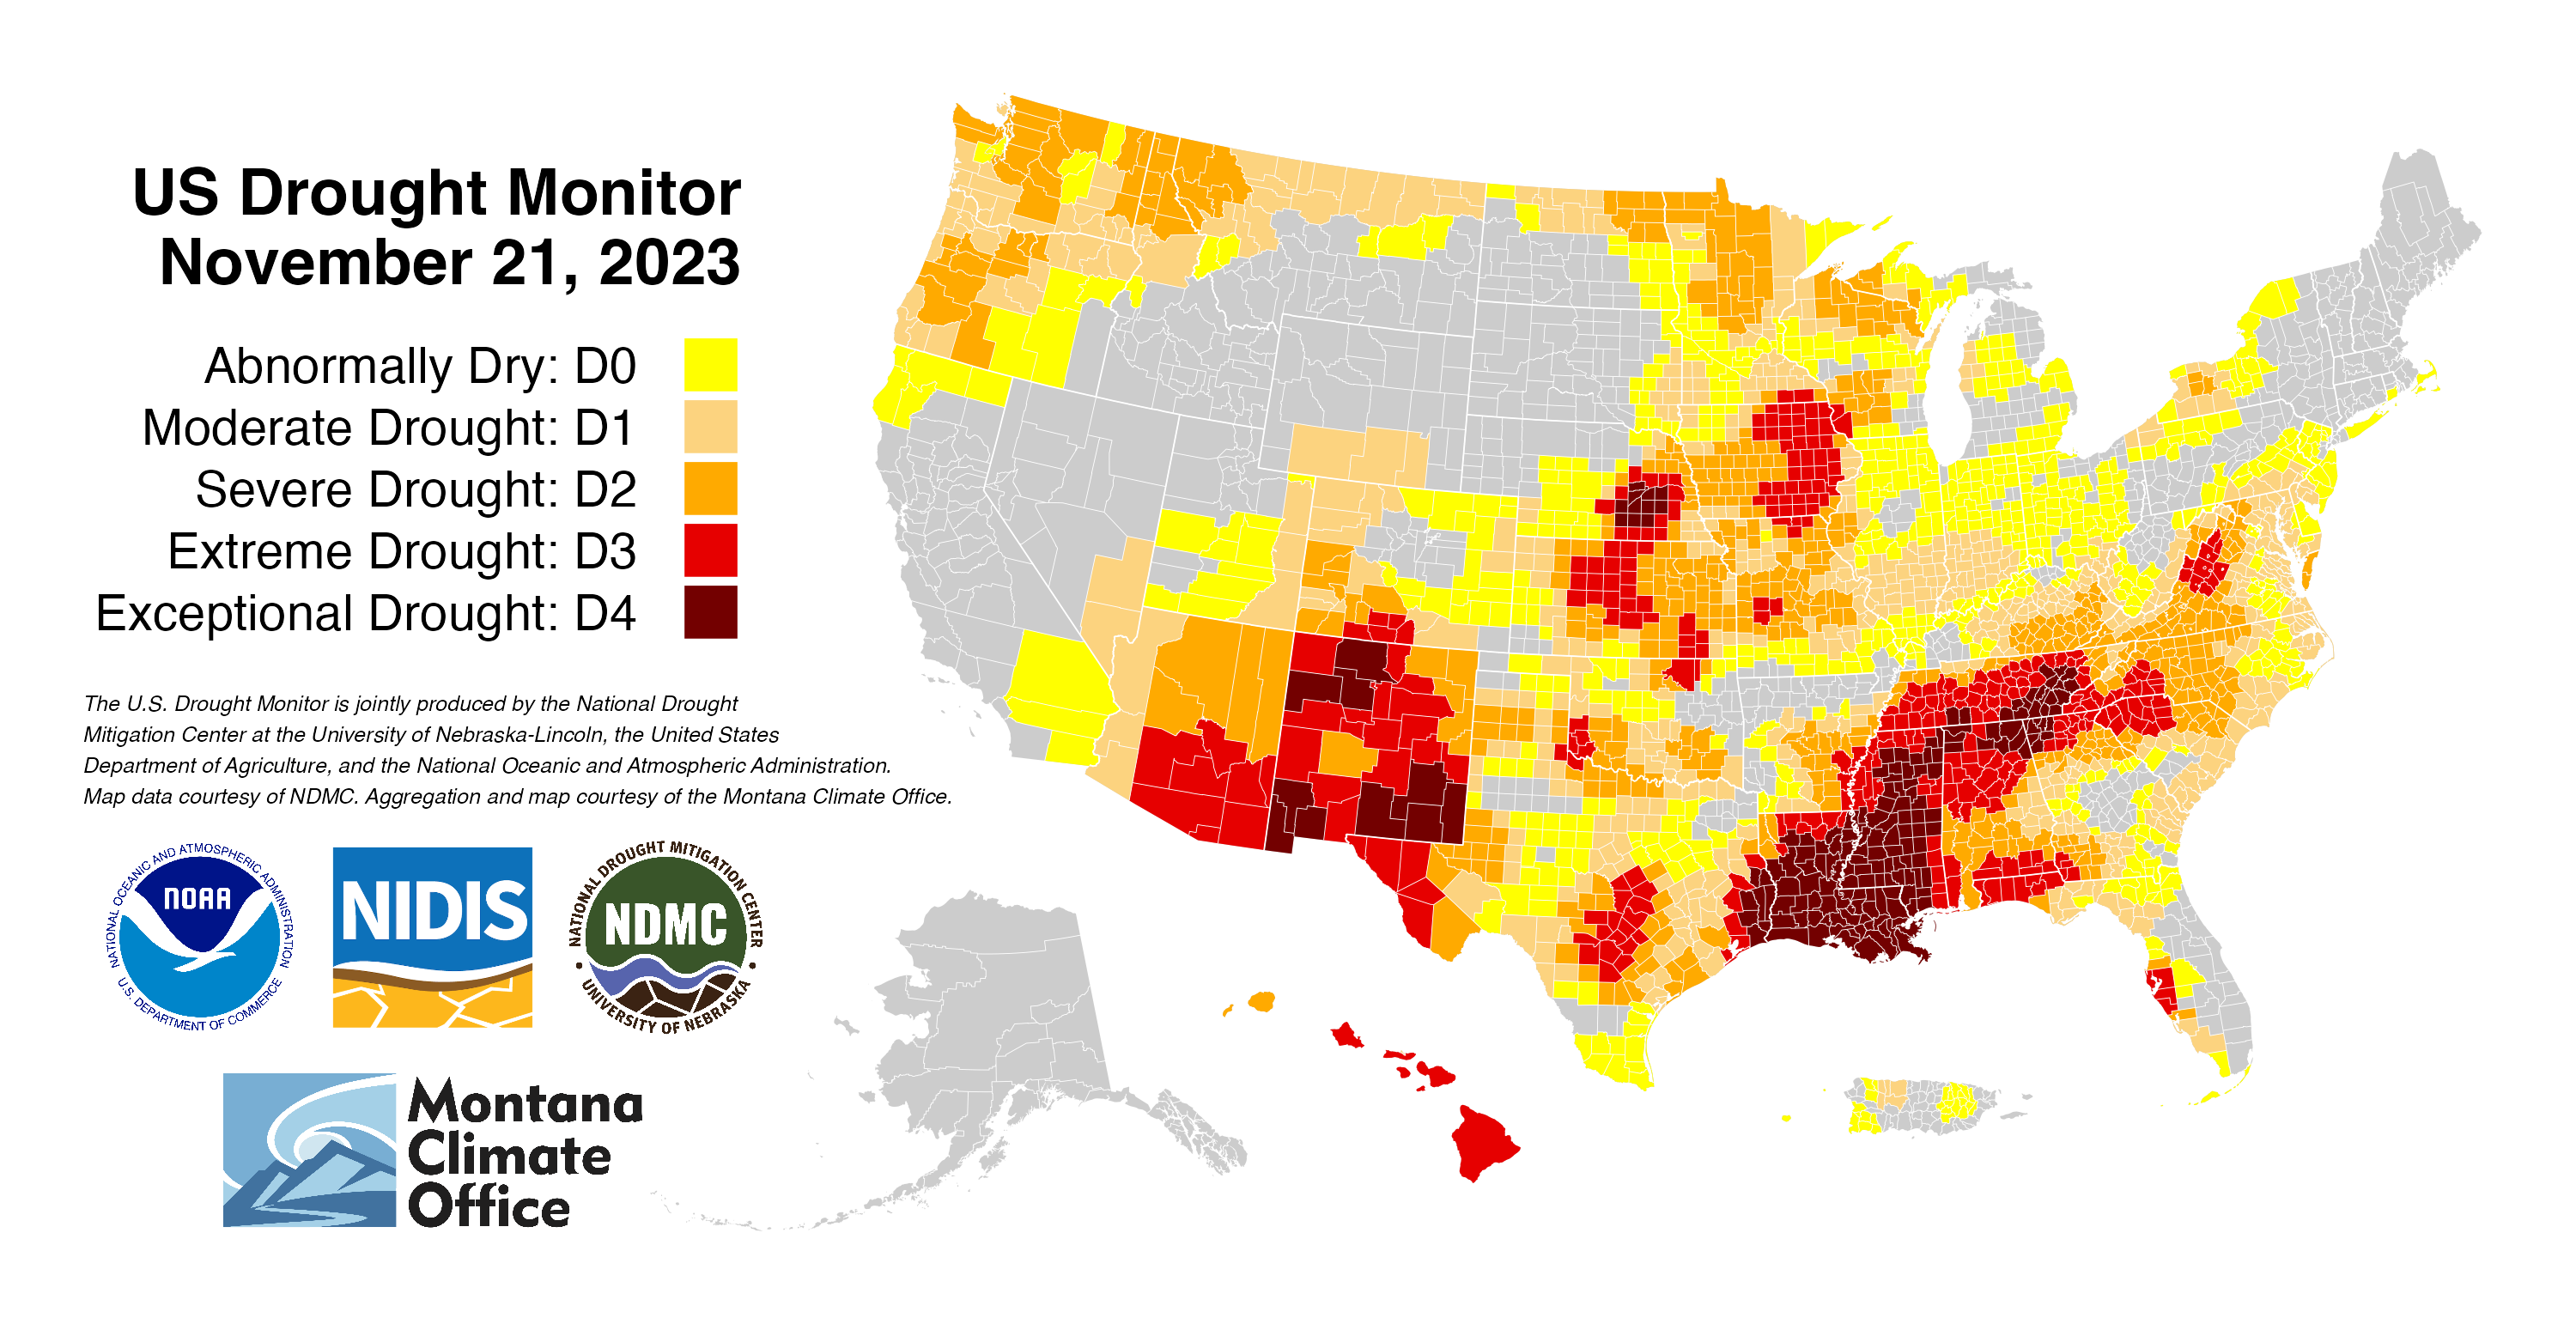 US Drought Monitor
November 21, 2023
Abnormally Dry: D0
Moderate Drought: D1
Severe Drought: D2
Extreme Drought: D3
Exceptional Drought: D4
The U.S. Drought Monitor is jointly produced by the National Drought
Mitigation Center at the University of Nebraska-Lincoln, the United States
Department of Agriculture, and the National Oceanic and Atmospheric Administration.
Map data courtesy of NDMC. Aggregation and map courtesy of the Montana Climate Office.
NATIONAL OCEANIC AND ATMOSPHERIC ADMINISTRATION
NOAA
U.S. DEPARTMENT OF COMMERCE
NIDIS
NATIONAL DROUGHT MITIGATION CENTER
NDMC
UNIVERSITY OF NEBRASKA
Montana
Climate
Office